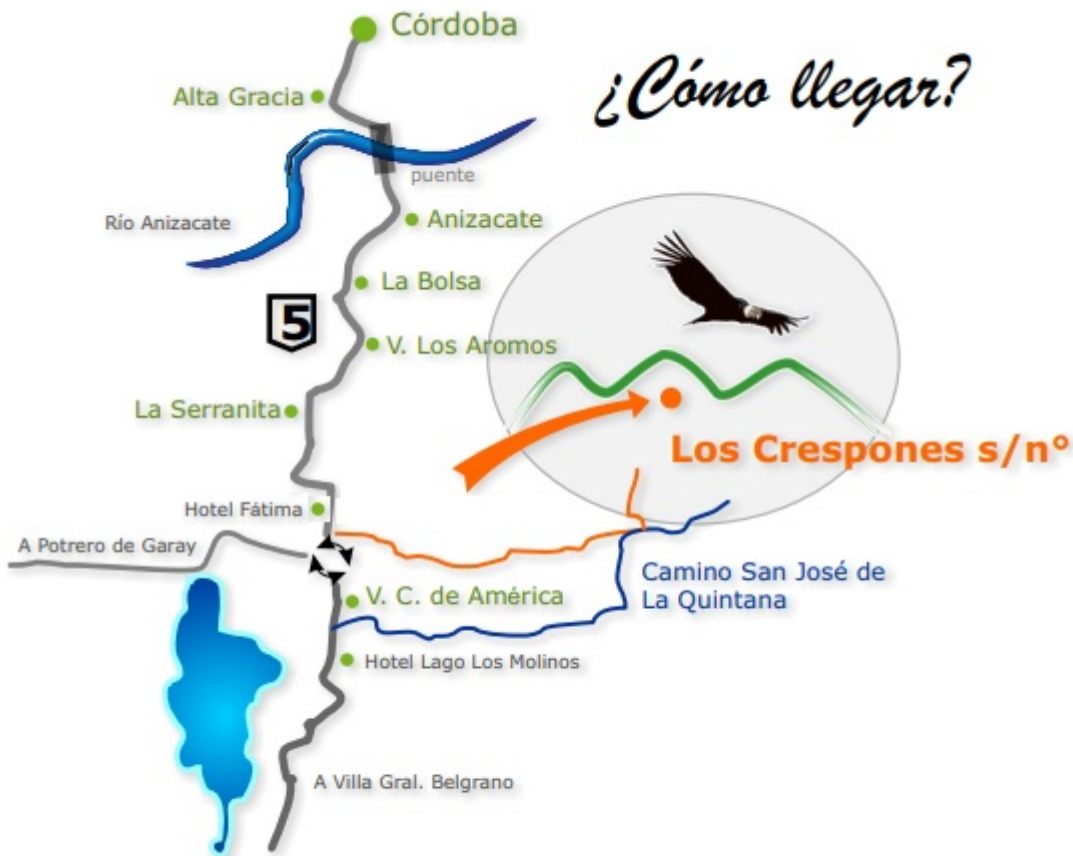 Córdoba
¿Cómo llegar?
Alta Gracia
puente
Río Anizacate
Anizacate
La Bolsa
5
V. Los Aromos
La Serranita
Los Crespones s/n°
Hotel Fátima
A Potrero de Garay
Camino San José de
La Quintana
V. C. de América
Hotel Lago Los Molinos
A Villa Gral. Belgrano